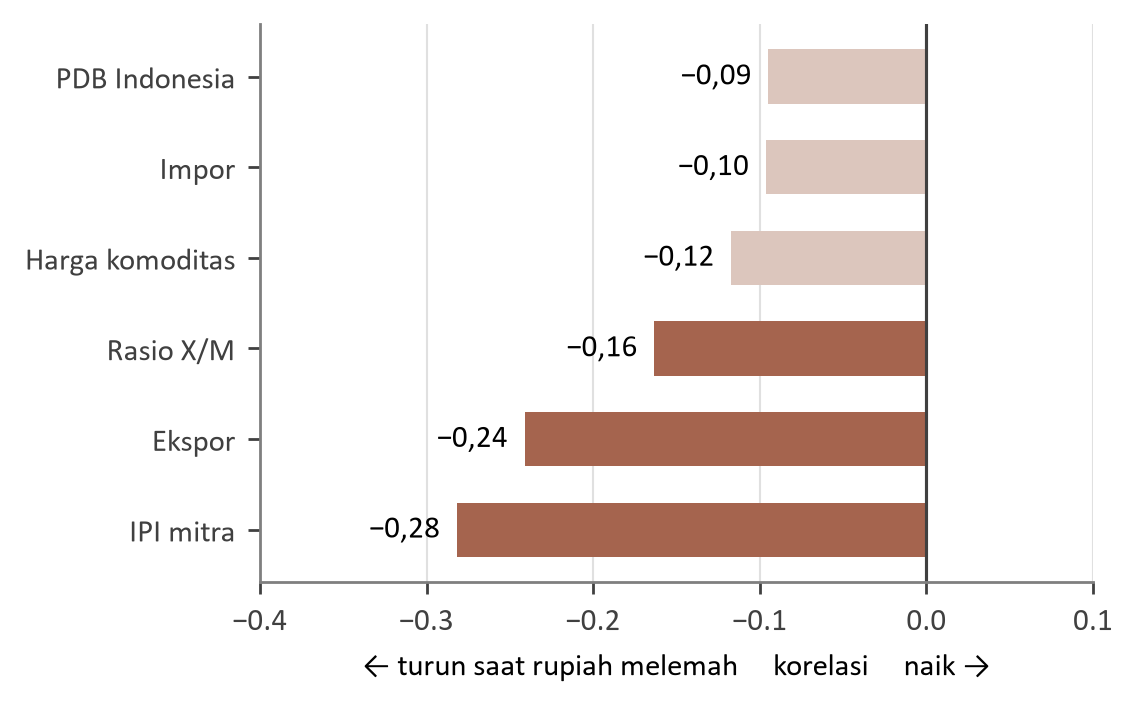 PDB Indonesia −0,09
Impor −0,10
Harga komoditas −0,12
Rasio X/M −0,16
Ekspor −0,24
IPI mitra −0,28
−0.4 −0.3 −0.2 −0.1 0.0 0.1
← turun saat rupiah melemah korelasi naik →